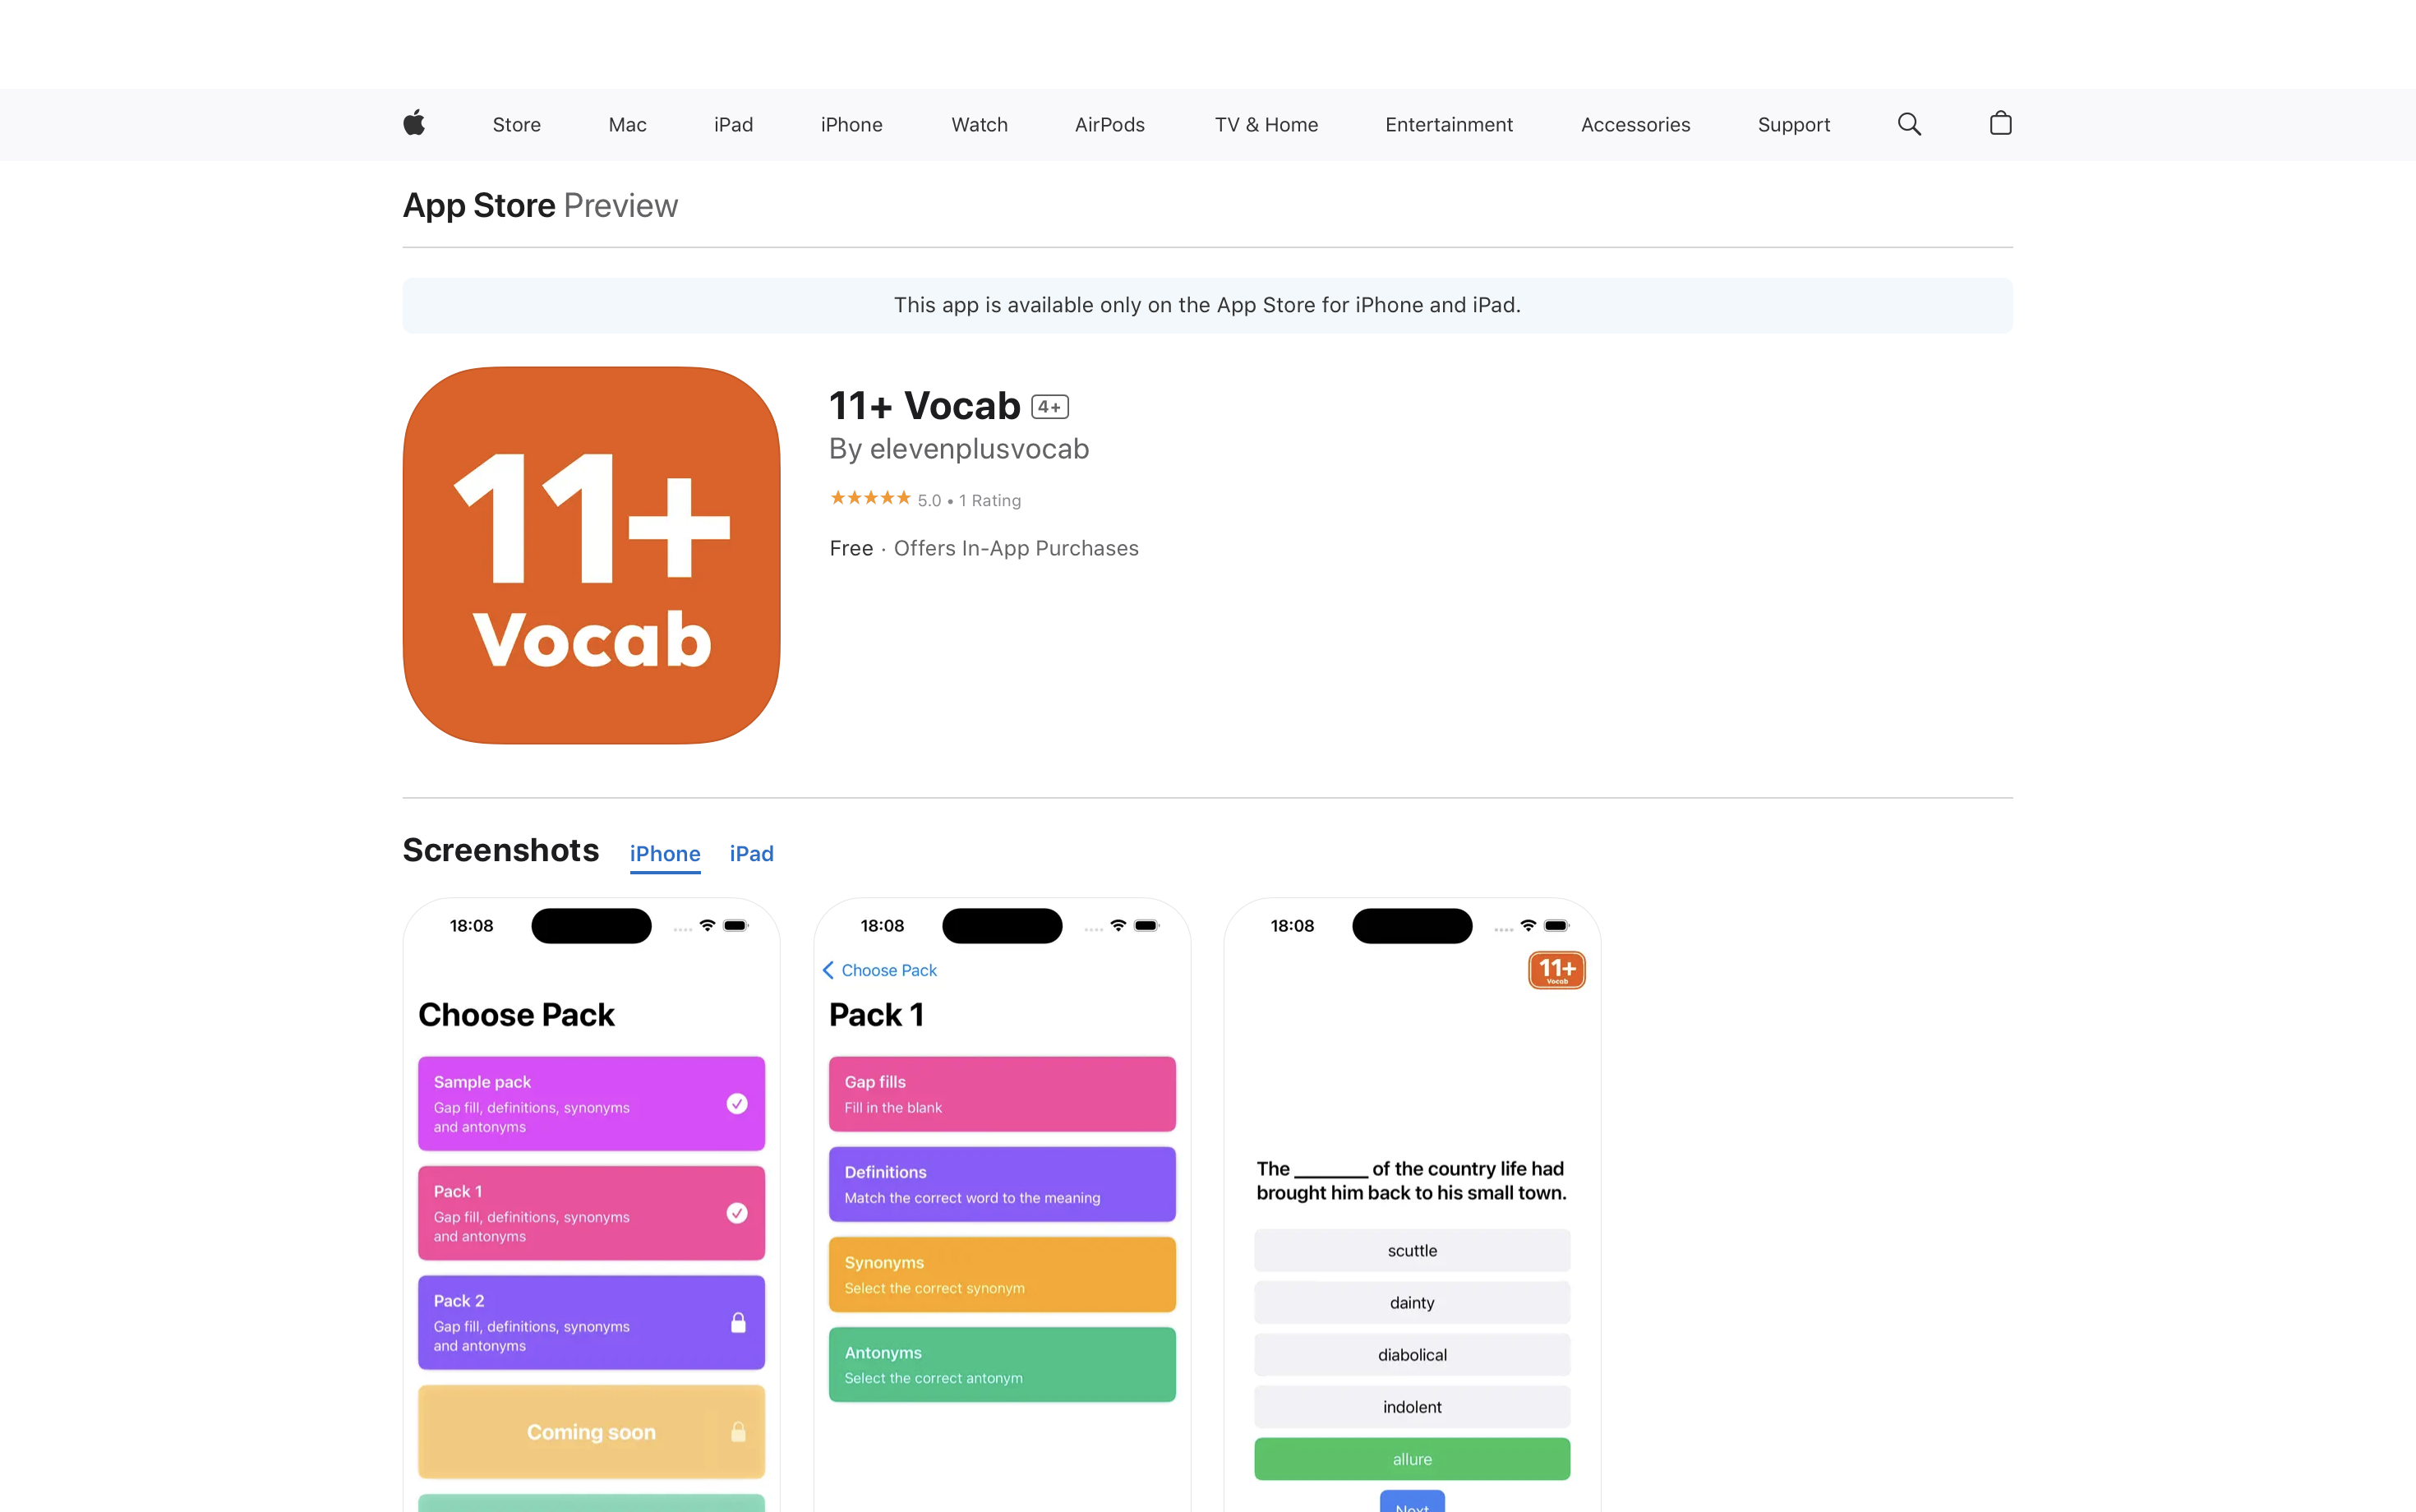 Store Mac iPad iPhone Watch AirPods TV & Home Entertainment Accessories Support
App Store Preview
This app is available only on the App Store for iPhone and iPad.
11+
Vocab
11+ Vocab 4+
By elevenplusvocab
5.0 • 1 Rating
Free · Offers In-App Purchases
Screenshots iPhone iPad
18:08
Choose Pack
Sample pack
Gap fill, definitions, synonyms
and antonyms
Pack 1
Gap fill, definitions, synonyms
and antonyms
Pack 2
Gap fill, definitions, synonyms
and antonyms
Coming soon
18:08
Choose Pack
Pack 1
Gap fills
Fill in the blank
Definitions
Match the correct word to the meaning
Synonyms
Select the correct synonym
Antonyms
Select the correct antonym
18:08
11+
Vocab
The ________ of the country life had
brought him back to his small town.
scuttle
dainty
diabolical
indolent
allure
Next